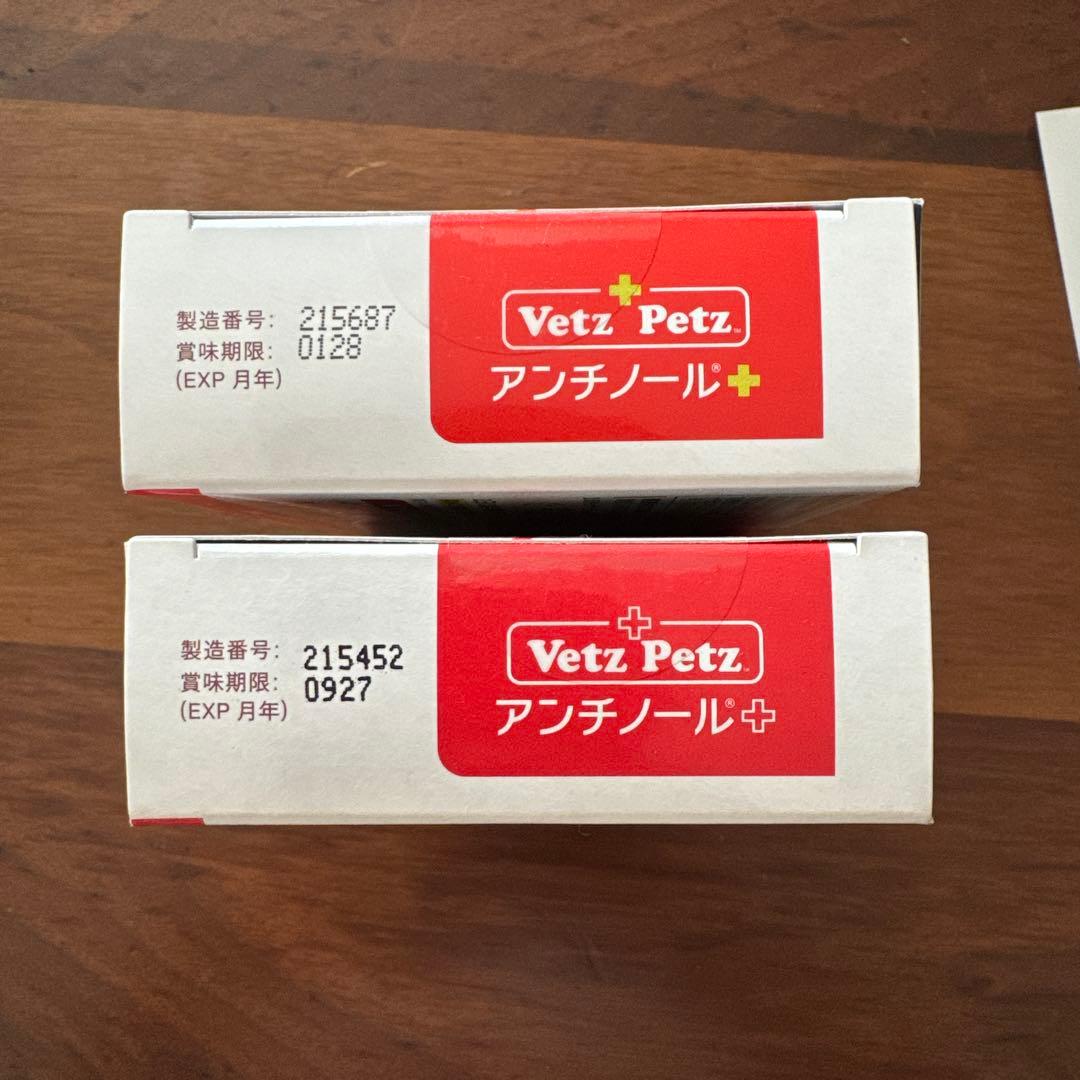 製造番号: 215687
賞味期限: 0128
(EXP 月年)
Vetz Petz™
アンチノール®
製造番号: 215452
賞味期限: 0927
(EXP 月年)
Vetz Petz™
アンチノール®